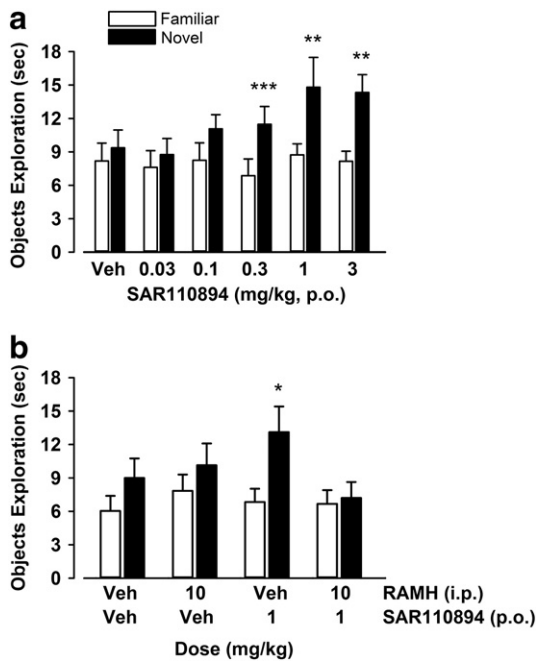 a
Familiar
Novel
Objects Exploration (sec)
18
15
12
9
6
3
0
*** ** **
Veh 0.03 0.1 0.3 1 3
SAR110894 (mg/kg, p.o.)
b
Objects Exploration (sec)
18
15
12
9
6
3
0
*
Veh 10 Veh 10 RAMH (i.p.)
Veh Veh 1 1 SAR110894 (p.o.)
Dose (mg/kg)